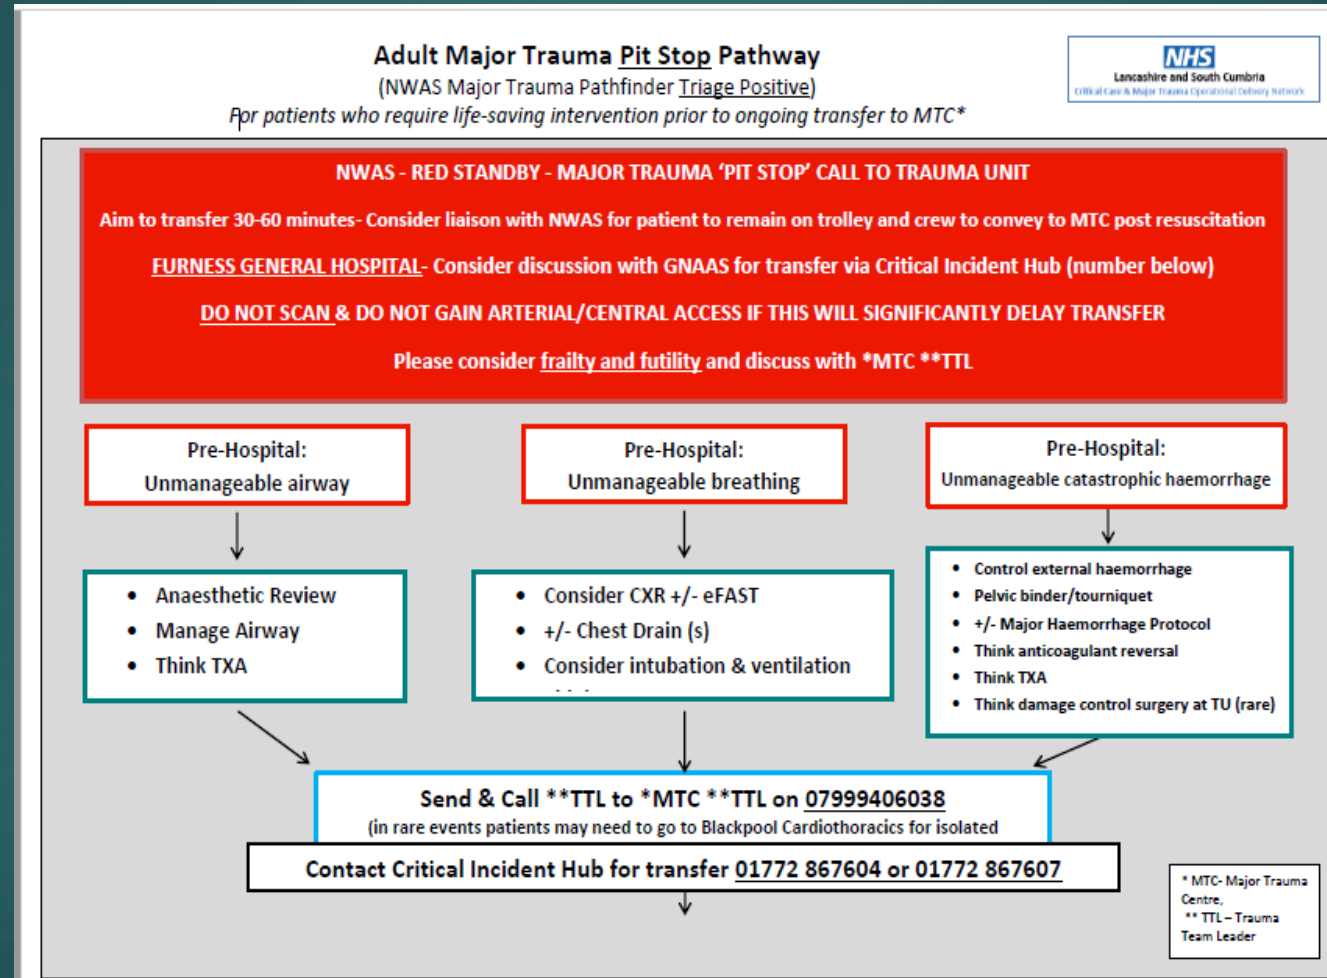 Adult Major Trauma Pit Stop Pathway
(NWAS Major Trauma Pathfinder Triage Positive)
For patients who require life-saving intervention prior to ongoing transfer to MTC*
NHS
Lancashire and South Cumbria
Critical Care & Major Trauma Operational Delivery Network
NWAS - RED STANDBY - MAJOR TRAUMA ‘PIT STOP’ CALL TO TRAUMA UNIT
Aim to transfer 30-60 minutes- Consider liaison with NWAS for patient to remain on trolley and crew to convey to MTC post resuscitation
FURNESS GENERAL HOSPITAL- Consider discussion with GNAAS for transfer via Critical Incident Hub (number below)
DO NOT SCAN & DO NOT GAIN ARTERIAL/CENTRAL ACCESS IF THIS WILL SIGNIFICANTLY DELAY TRANSFER
Please consider frailty and futility and discuss with *MTC **TTL
Pre-Hospital:
Unmanageable airway
Pre-Hospital:
Unmanageable breathing
Pre-Hospital:
Unmanageable catastrophic haemorrhage
• Anaesthetic Review
• Manage Airway
• Think TXA
• Consider CXR +/- eFAST
• +/- Chest Drain (s)
• Consider intubation & ventilation
• Control external haemorrhage
• Pelvic binder/tourniquet
• +/- Major Haemorrhage Protocol
• Think anticoagulant reversal
• Think TXA
• Think damage control surgery at TU (rare)
Send & Call **TTL to *MTC **TTL on 07999406038
(in rare events patients may need to go to Blackpool Cardiothoracics for isolated
Contact Critical Incident Hub for transfer 01772 867604 or 01772 867607
* MTC- Major Trauma
Centre,
** TTL – Trauma
Team Leader